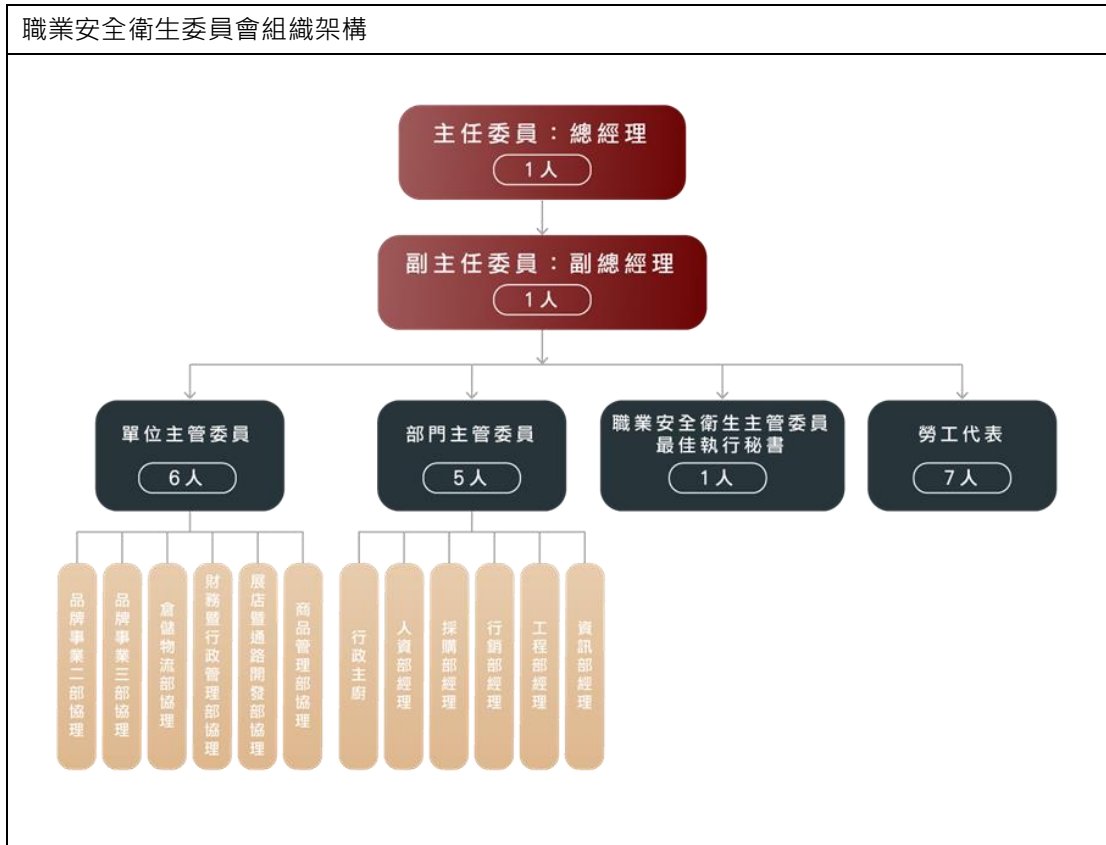 職業安全衛生委員會組織架構
主任委員：總經理
1人
副主任委員：副總經理
1人
單位主管委員
6人
部門主管委員
5人
職業安全衛生主管委員
最佳執行秘書
1人
勞工代表
7人
品牌事業二部協理
品牌事業三部協理
倉儲物流部協理
財務暨行政管理部協理
展店暨通路開發部協理
商品管理部協理
行政主廚
人資部經理
採購部經理
行銷部經理
工程部經理
資訊部經理